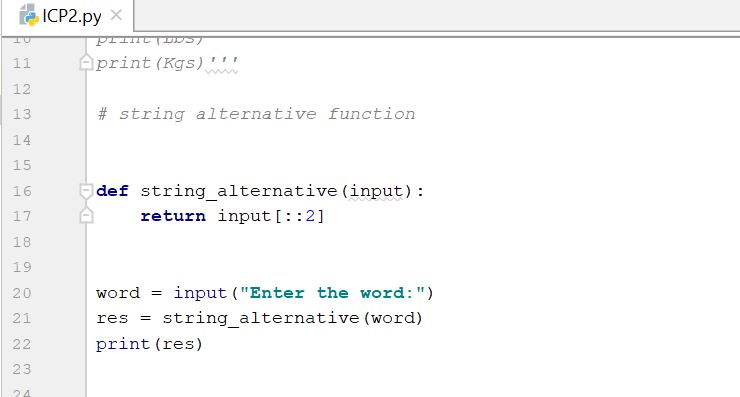 ICP2.py
10 print(Lbs)
11 print(Kgs)'''
12
13 # string alternative function
14
15
16 def string_alternative(input):
17 return input[::2]
18
19
20 word = input("Enter the word:")
21 res = string_alternative(word)
22 print(res)
23
24